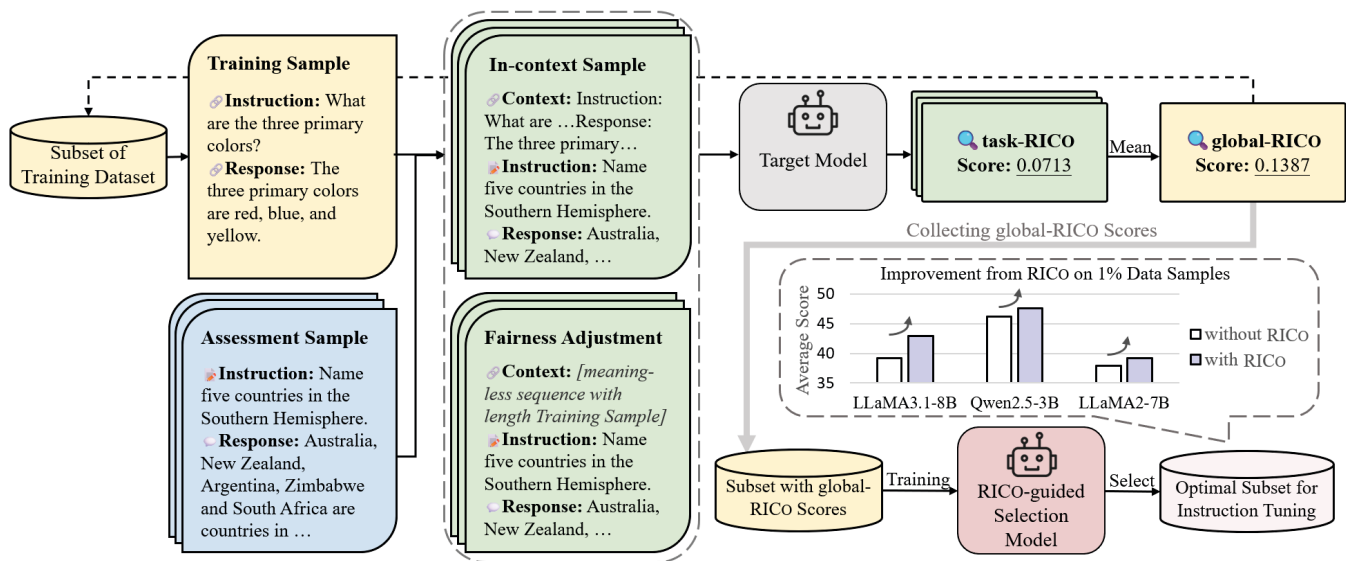 Subset of
Training Dataset
Training Sample
Instruction: What
are the three primary
colors?
Response: The
three primary colors
are red, blue, and
yellow.
Assessment Sample
Instruction: Name
five countries in the
Southern Hemisphere.
Response: Australia,
New Zealand,
Argentina, Zimbabwe
and South Africa are
countries in …
In-context Sample
Context: Instruction:
What are …Response:
The three primary…
Instruction: Name
five countries in the
Southern Hemisphere.
Response: Australia,
New Zealand, …
Fairness Adjustment
Context: [meaning-
less sequence with
length Training Sample]
Instruction: Name
five countries in the
Southern Hemisphere.
Response: Australia,
New Zealand, …
Target Model
task-RICO
Score: 0.0713
Mean
global-RICO
Score: 0.1387
Collecting global-RICO Scores
Improvement from RICO on 1% Data Samples
Average Score
50
45
40
35
LLaMA3.1-8B
Qwen2.5-3B
LLaMA2-7B
without RICO
with RICO
Subset with global-
RICO Scores
Training
RICO-guided
Selection
Model
Select
Optimal Subset for
Instruction Tuning